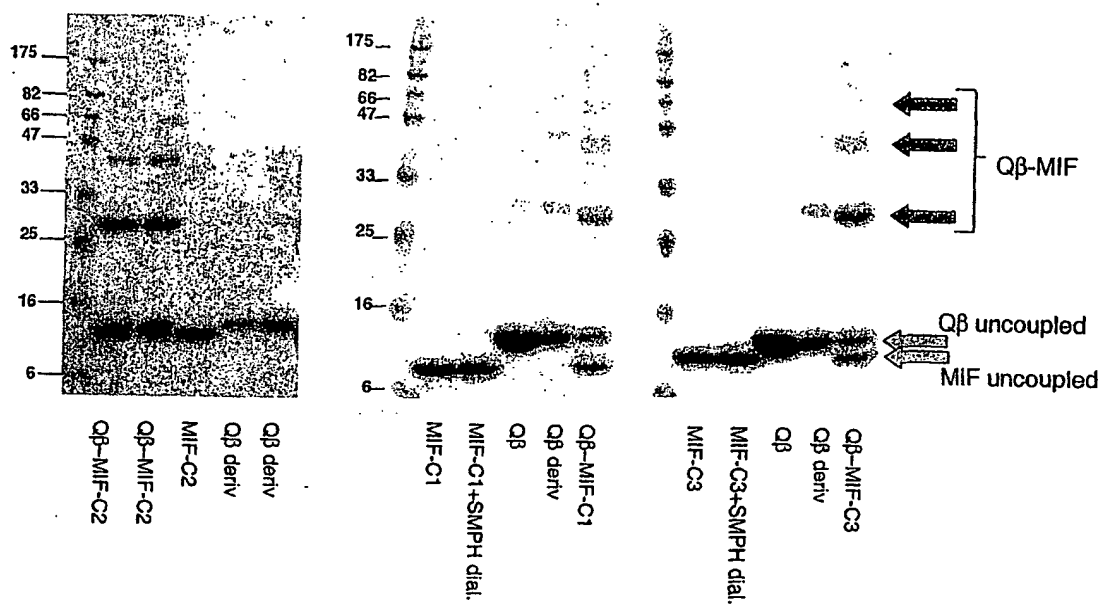 175
82
66
47
33
25
16
6
Qβ–MIF-C2
Qβ–MIF-C2
MIF-C2
Qβ deriv
Qβ deriv
175
82
66
47
33
25
16
6
MIF-C1
MIF-C1+SMPH dial.
Qβ
Qβ deriv
Qβ–MIF-C1
MIF-C3
MIF-C3+SMPH dial.
Qβ
Qβ deriv
Qβ–MIF-C3
Qβ-MIF
Qβ uncoupled
MIF uncoupled